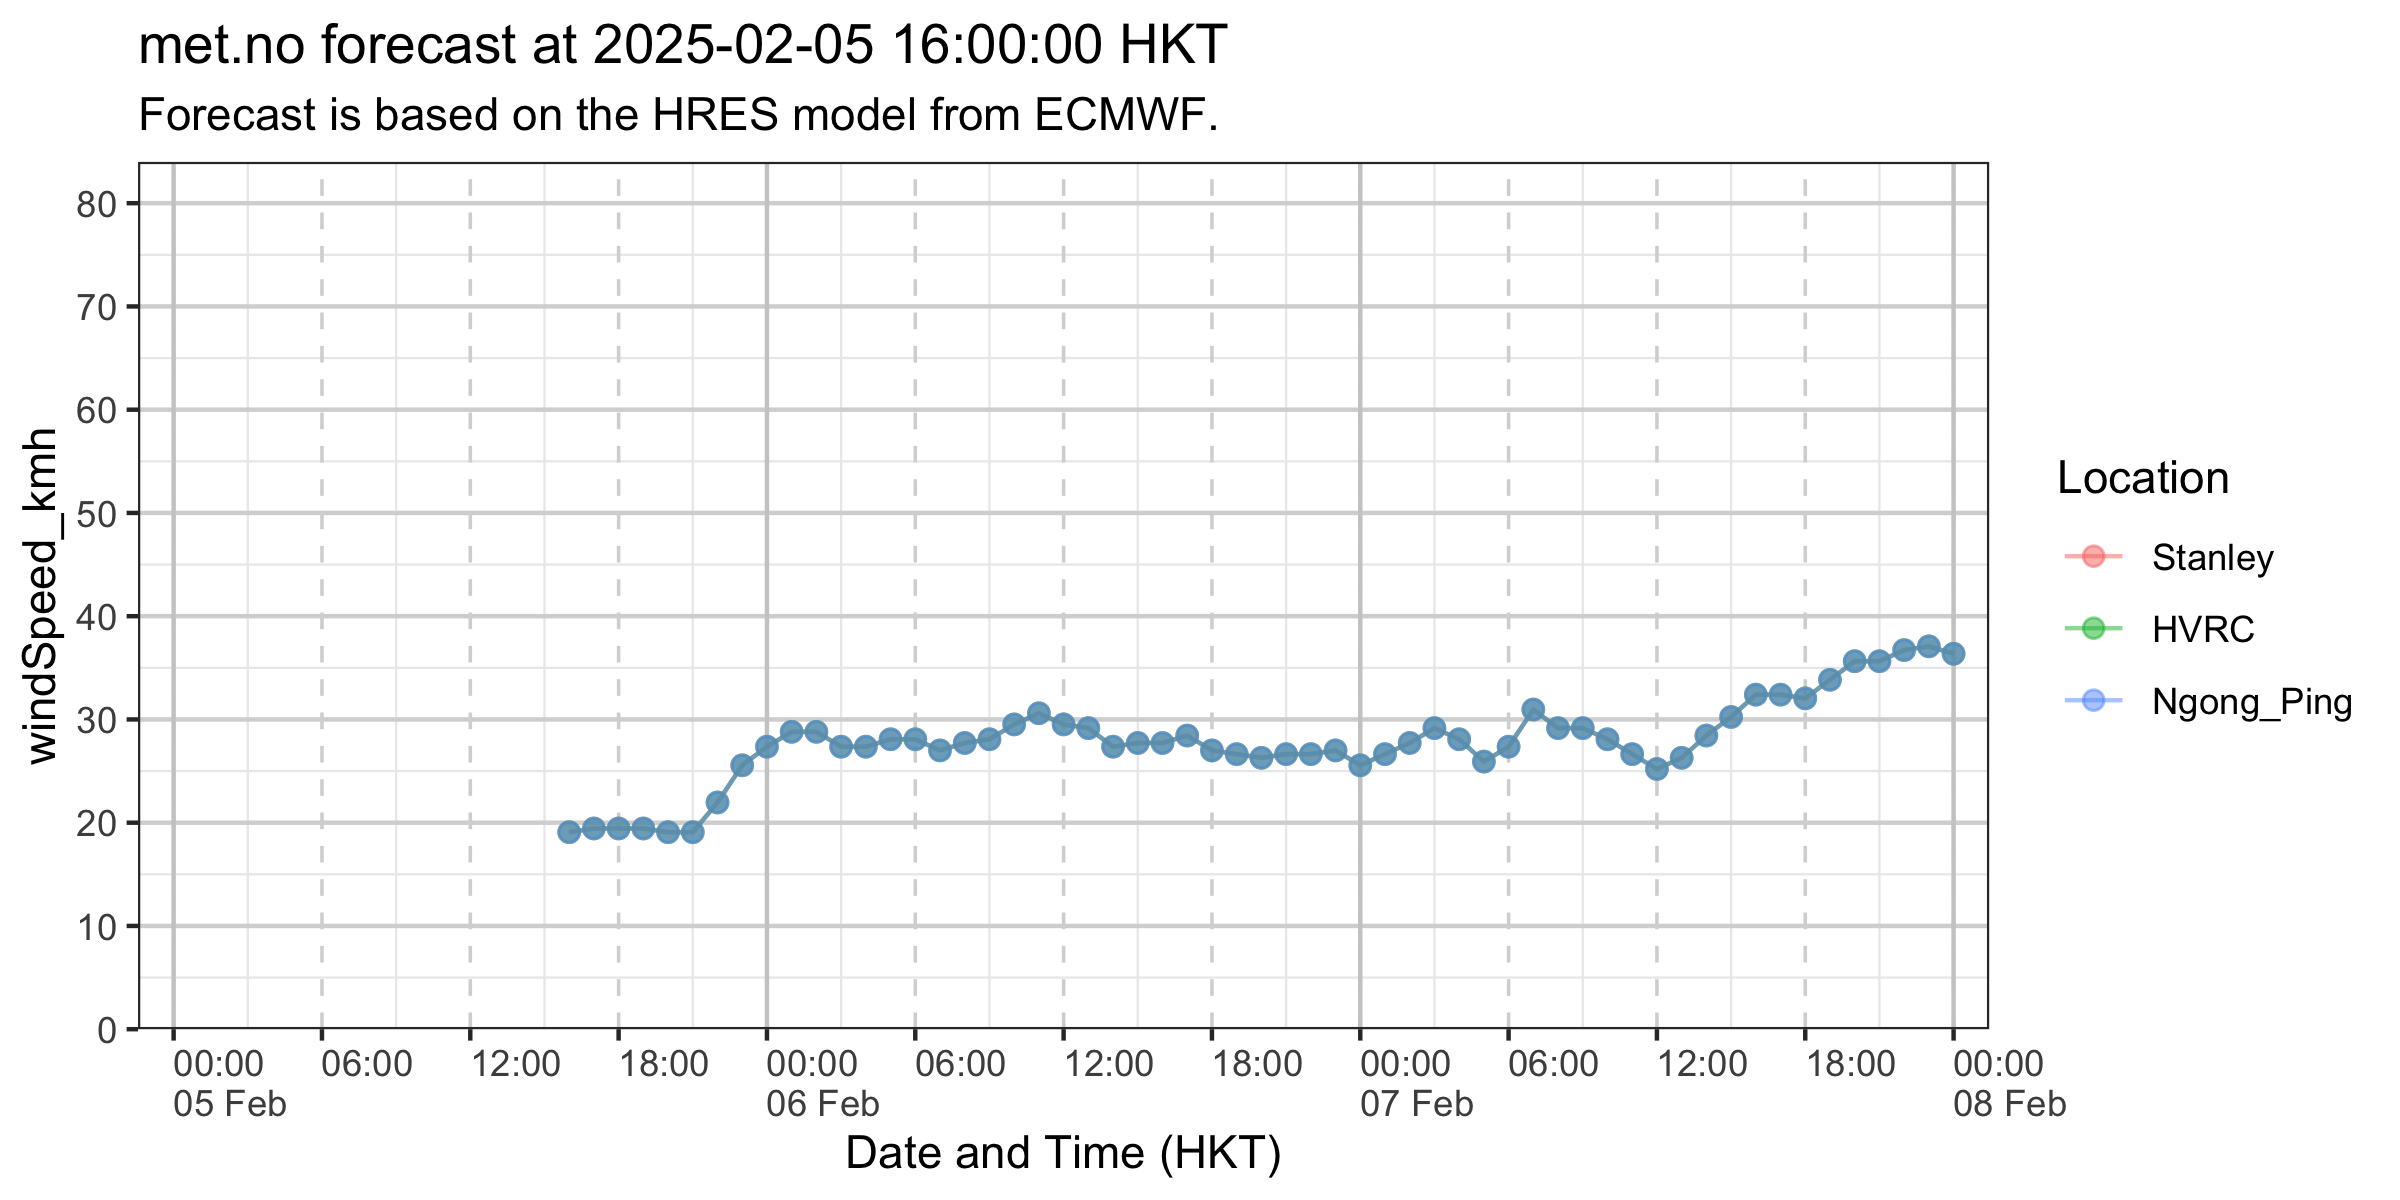 met.no forecast at 2025-02-05 16:00:00 HKT
Forecast is based on the HRES model from ECMWF.
windSpeed_kmh
80
70
60
50
40
30
20
10
0
00:00 06:00 12:00 18:00 00:00 06:00 12:00 18:00 00:00 06:00 12:00 18:00 00:00
05 Feb 06 Feb 07 Feb 08 Feb
Date and Time (HKT)
Location
Stanley
HVRC
Ngong_Ping